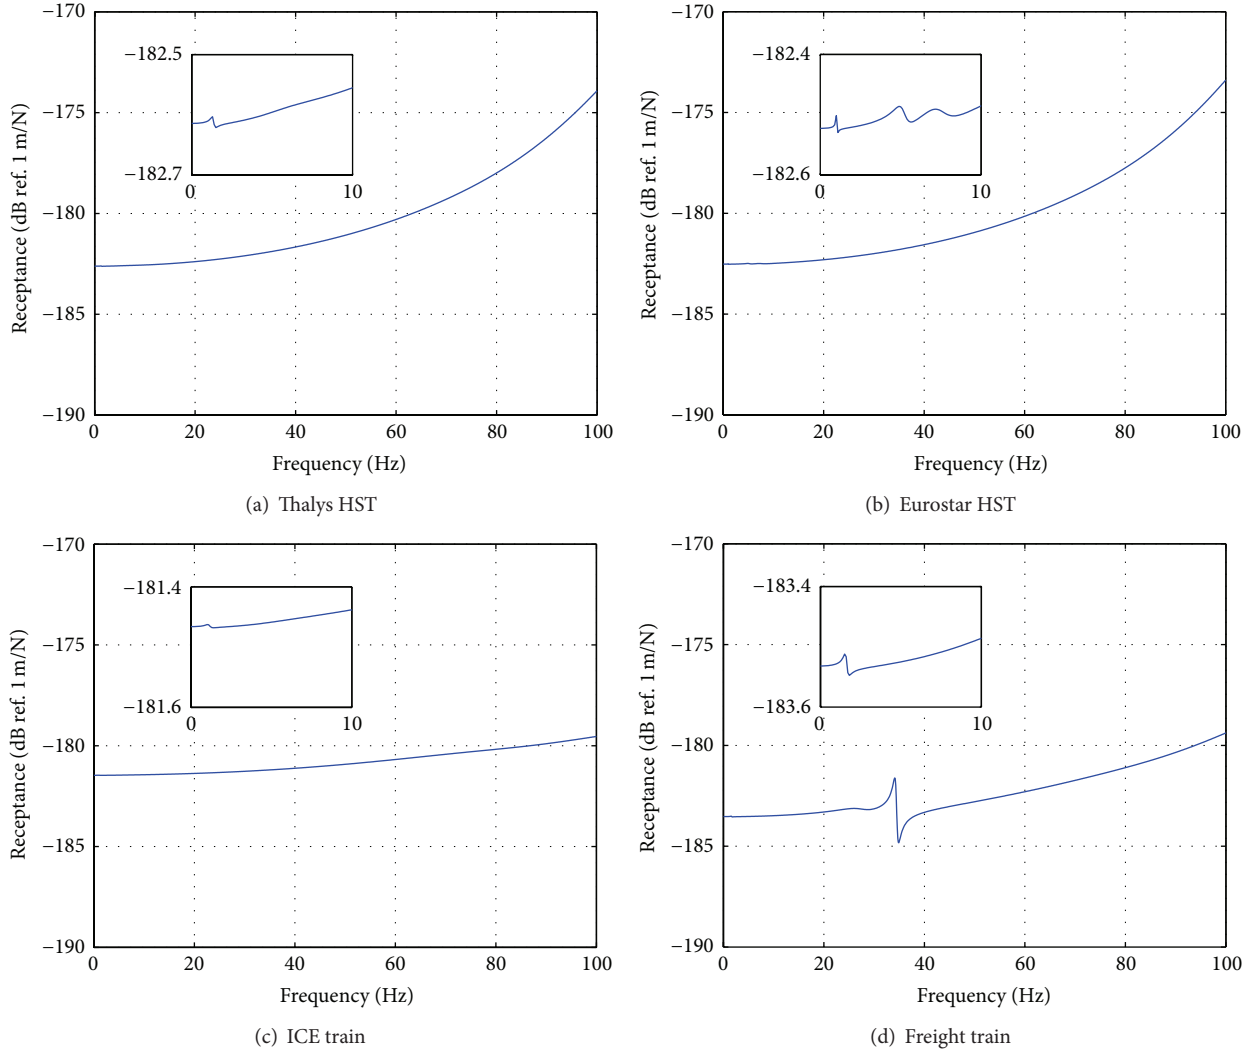 −170
−175
−180
−185
−190
Receptance (dB ref. 1 m/N)
−182.5
−182.7
0 10
0 20 40 60 80 100
Frequency (Hz)
(a) Thalys HST
−170
−175
−180
−185
−190
Receptance (dB ref. 1 m/N)
−182.4
−182.6
0 10
0 20 40 60 80 100
Frequency (Hz)
(b) Eurostar HST
−170
−175
−180
−185
−190
Receptance (dB ref. 1 m/N)
−181.4
−181.6
0 10
0 20 40 60 80 100
Frequency (Hz)
(c) ICE train
−170
−175
−180
−185
−190
Receptance (dB ref. 1 m/N)
−183.4
−183.6
0 10
0 20 40 60 80 100
Frequency (Hz)
(d) Freight train